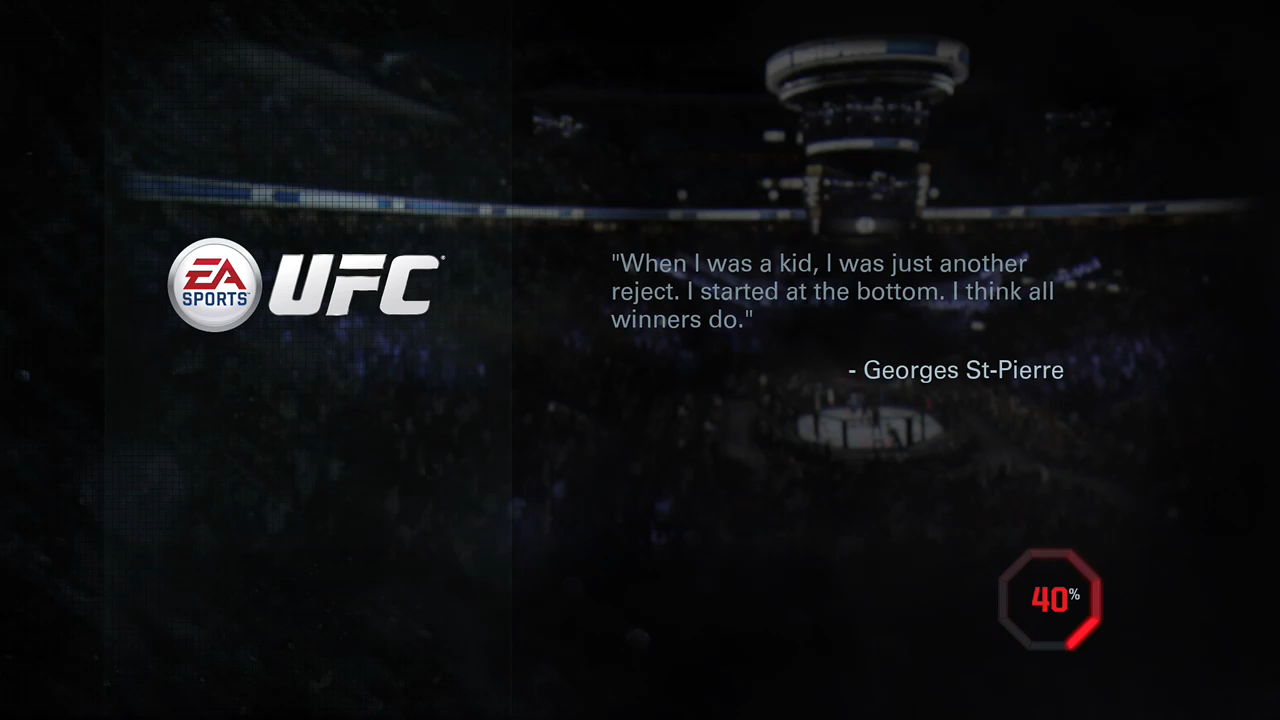 EA
SPORTS™
UFC®
"When I was a kid, I was just another
reject. I started at the bottom. I think all
winners do."
- Georges St-Pierre
40%